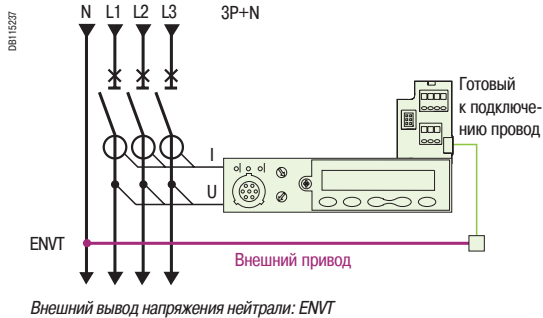 DB115237
N L1 L2 L3 3P+N
Готовый
к подключе-
нию провод
I
U
ENVT
Внешний привод
Внешний вывод напряжения нейтрали: ENVT